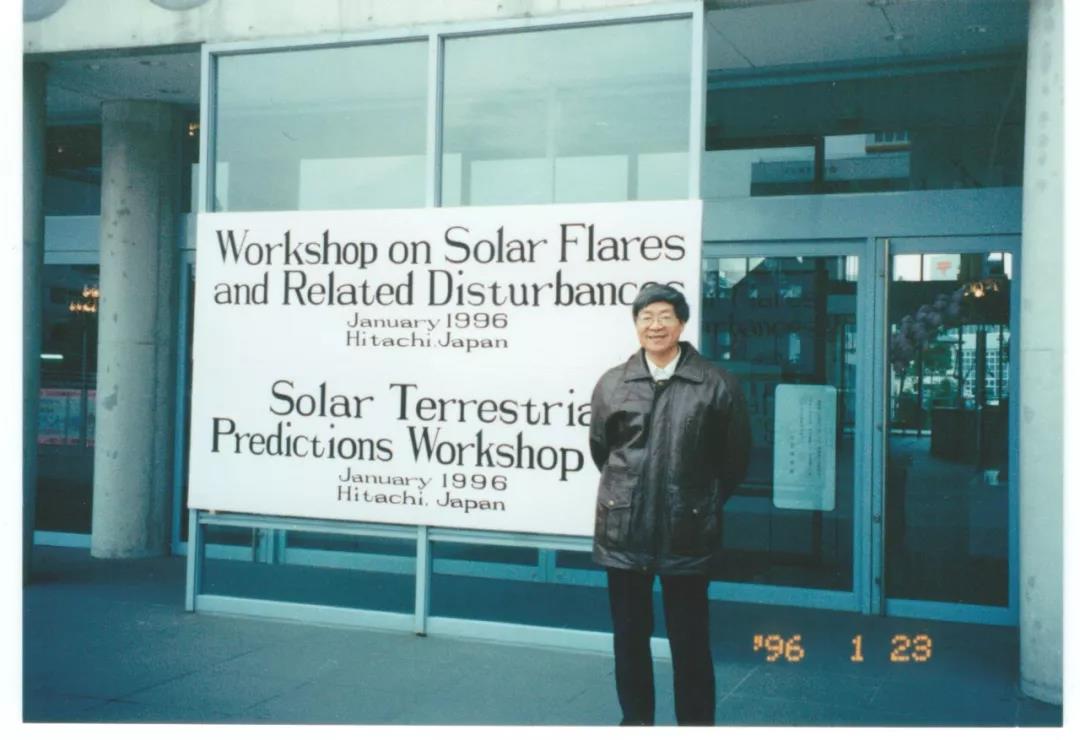 Workshop on Solar Flares
and Related Disturbances
January 1996
Hitachi, Japan
Solar Terrestria
Predictions Workshop
January 1996
Hitachi, Japan
'96 1 23